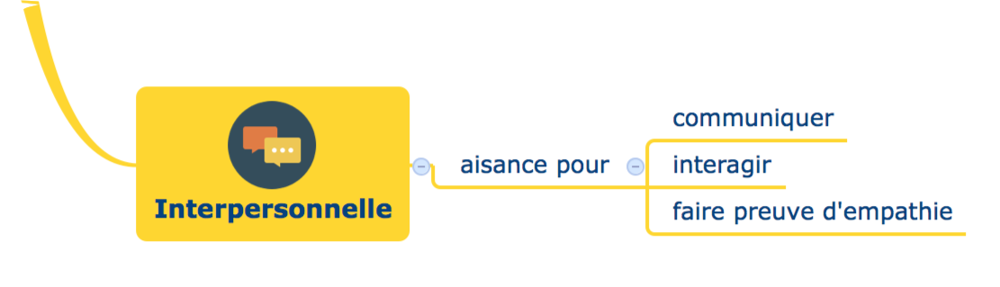 Interpersonnelle
aisance pour
communiquer
interagir
faire preuve d'empathie